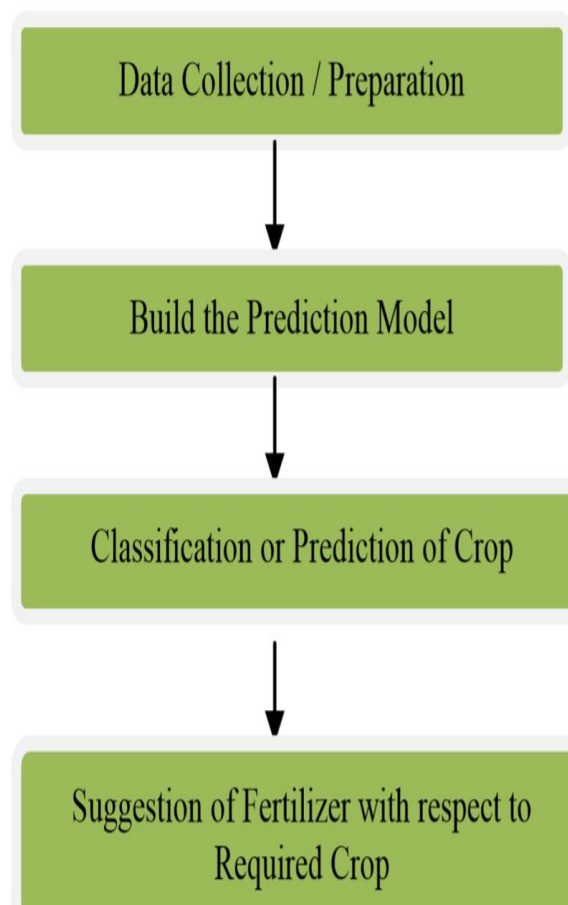 Data Collection / Preparation
Build the Prediction Model
Classification or Prediction of Crop
Suggestion of Fertilizer with respect to
Required Crop